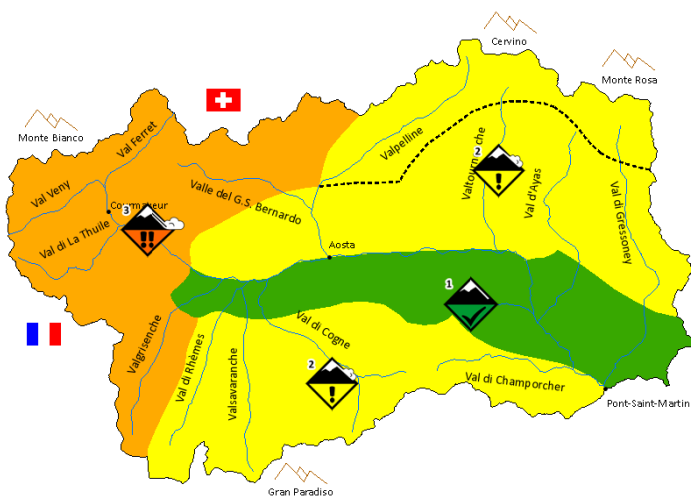 Cervino
Monte Rosa
Monte Bianco
Val Ferret
Valpelline
2
Valtournenche
Val Veny
Valle del G.S. Bernardo
Val d'Ayas
Val di Gressoney
Courmayeur
3
Val di La Thuile
Aosta
1
Valgrisenche
Val di Rhêmes
Valsavaranche
Val di Cogne
2
Val di Champorcher
Pont-Saint-Martin
Gran Paradiso